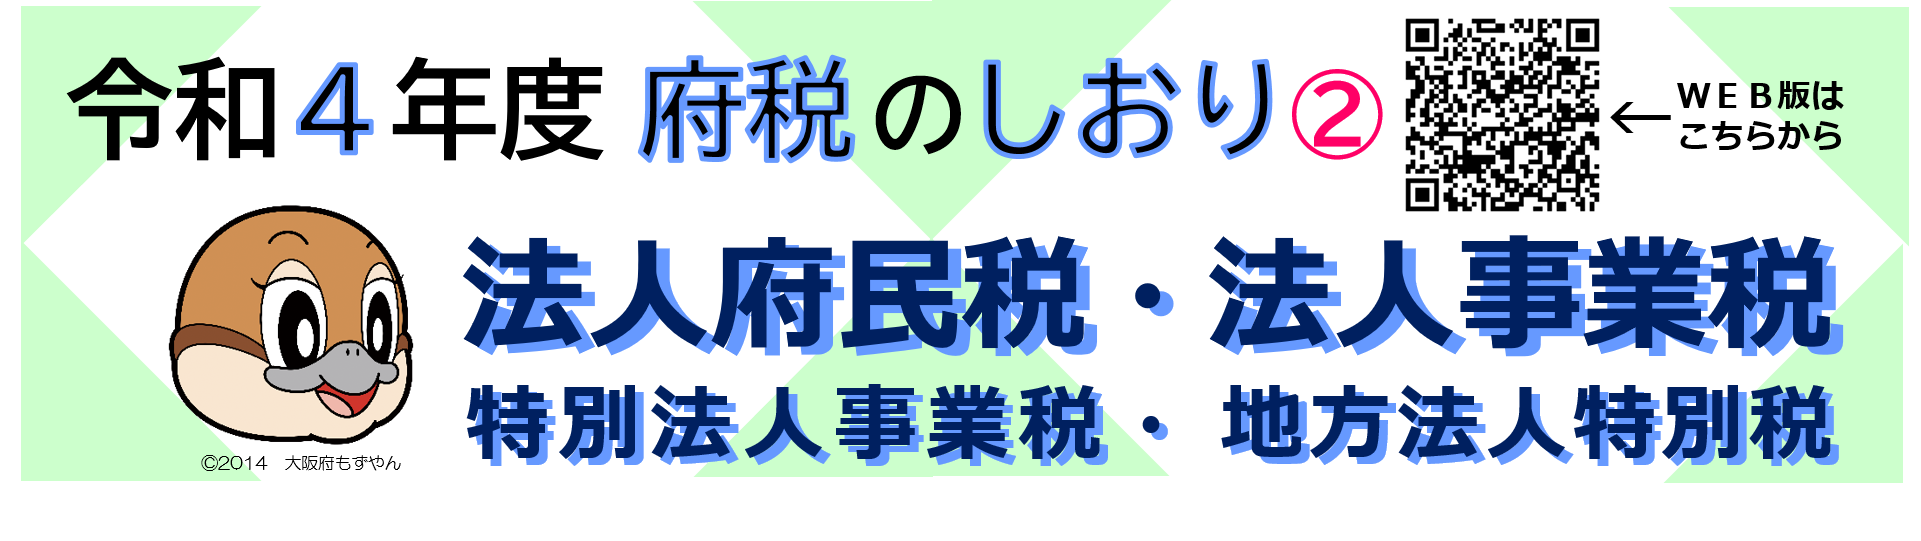 令和４年度 府税のしおり②
←WEB版は
こちらから
法人府民税・法人事業税
特別法人事業税・地方法人特別税
©2014 大阪府もずやん